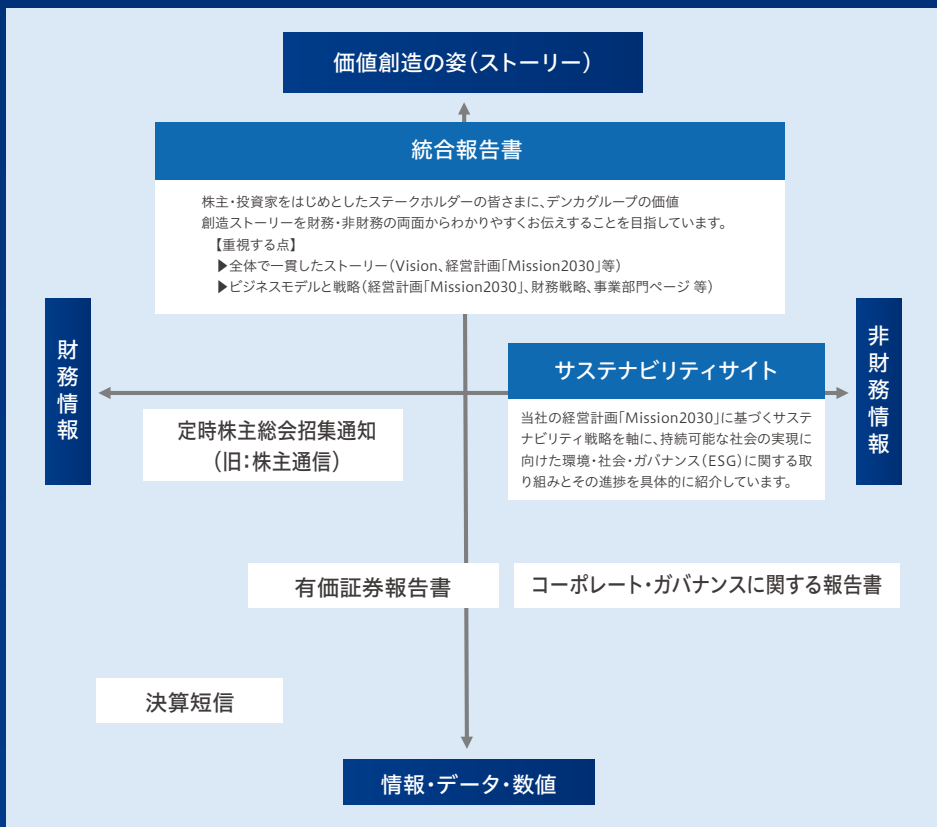 価値創造の姿（ストーリー）
統合報告書
株主・投資家をはじめとしたステークホルダーの皆さまに、デンカグループの価値
創造ストーリーを財務・非財務の両面からわかりやすくお伝えすることを目指しています。
【重視する点】
▶全体で一貫したストーリー（Vision、経営計画「Mission2030」等）
▶ビジネスモデルと戦略（経営計画「Mission2030」、財務戦略、事業部門ページ 等）
財務情報
非財務情報
サステナビリティサイト
当社の経営計画「Mission2030」に基づくサステ
ナビリティ戦略を軸に、持続可能な社会の実現に
向けた環境・社会・ガバナンス（ESG）に関する取
り組みとその進捗を具体的に紹介しています。
定時株主総会招集通知
（旧：株主通信）
有価証券報告書
コーポレート・ガバナンスに関する報告書
決算短信
情報・データ・数値